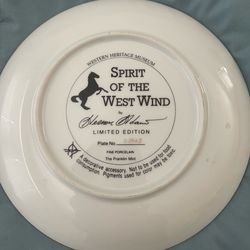 WESTERN HERITAGE MUSEUM
SPIRIT
OF THE
WEST WIND
by
LIMITED EDITION
Plate No.
FINE PORCELAIN
The Franklin Mint
A decorative accessory. Not to be used for food
consumption. Pigments used for color may be toxic.